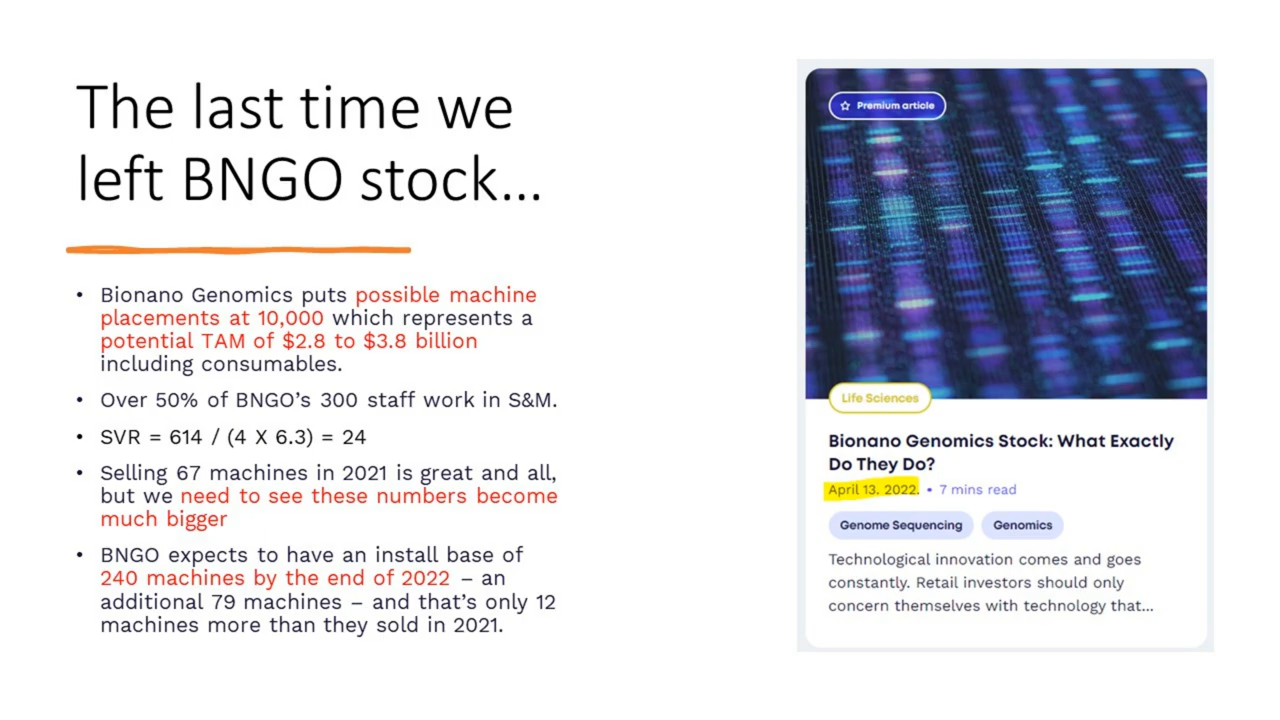 The last time we
left BNGO stock...
• Bionano Genomics puts possible machine
placements at 10,000 which represents a
potential TAM of $2.8 to $3.8 billion
including consumables.
• Over 50% of BNGO’s 300 staff work in S&M.
• SVR = 614 / (4 X 6.3) = 24
• Selling 67 machines in 2021 is great and all,
but we need to see these numbers become
much bigger
• BNGO expects to have an install base of
240 machines by the end of 2022 – an
additional 79 machines – and that’s only 12
machines more than they sold in 2021.
Premium article
Life Sciences
Bionano Genomics Stock: What Exactly
Do They Do?
April 13, 2022. • 7 mins read
Genome Sequencing Genomics
Technological innovation comes and goes
constantly. Retail investors should only
concern themselves with technology that...